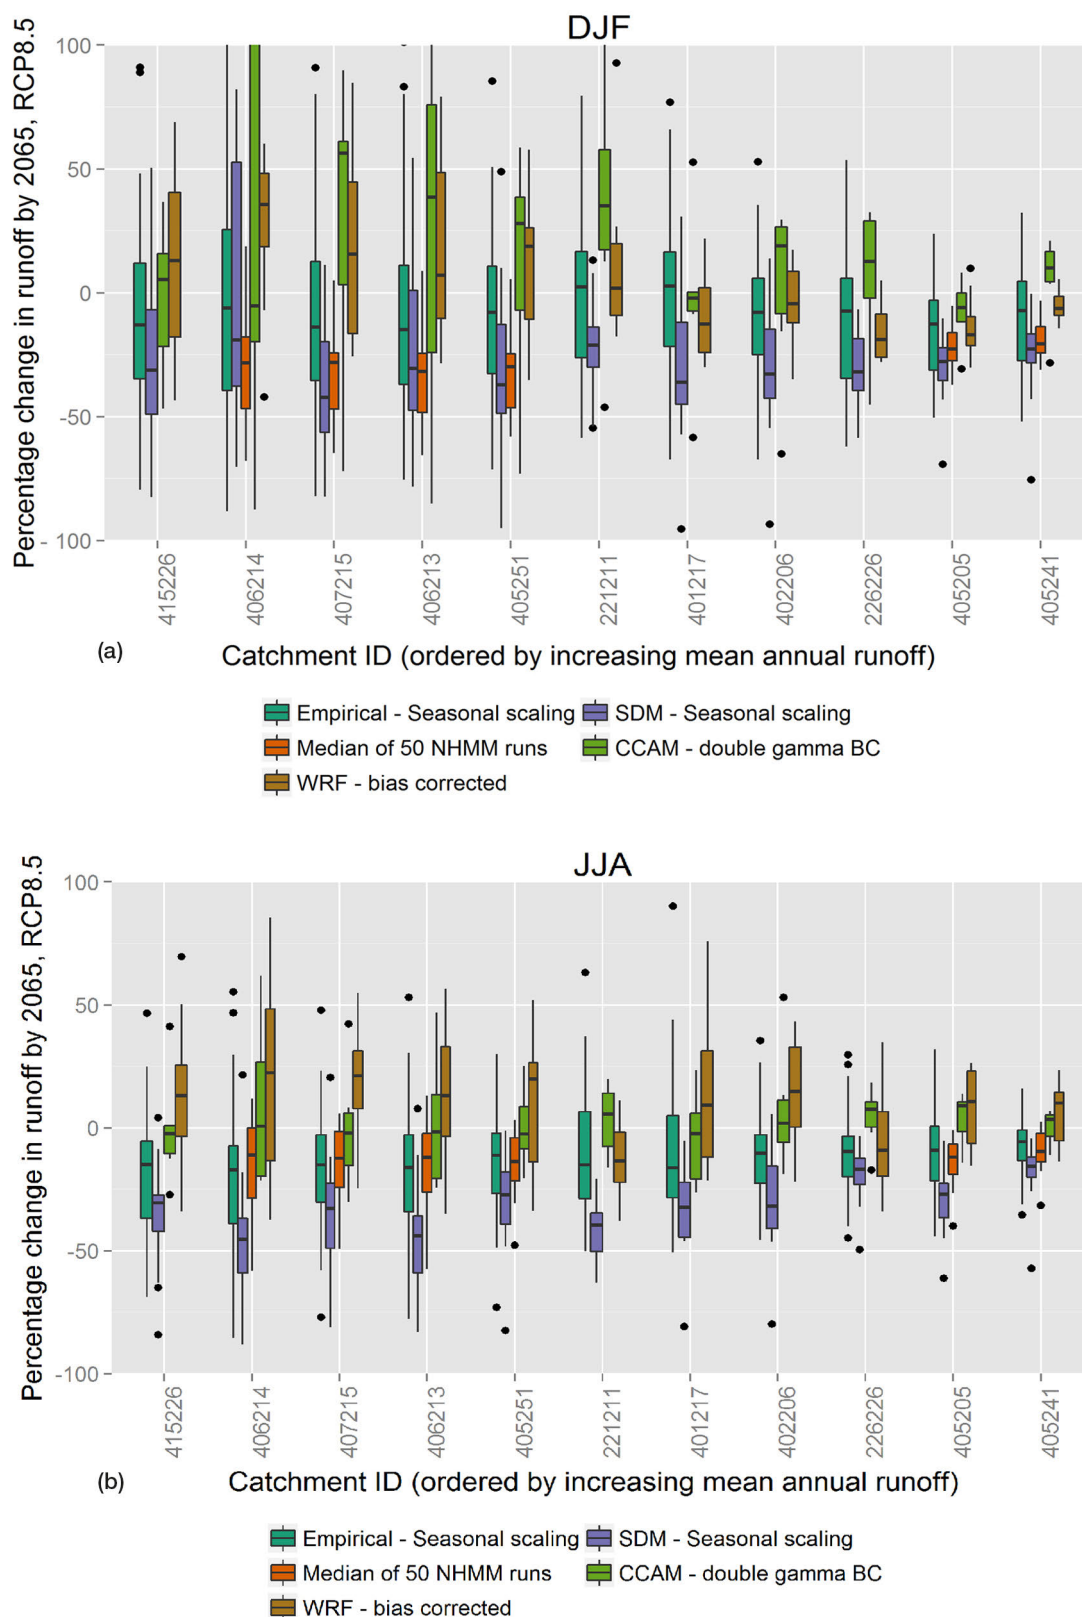 DJF
Percentage change in runoff by 2065, RCP8.5
100
50
0
-50
-100
415226
406214
407215
406213
405251
221211
401217
402206
226226
405205
405241
(a)
Catchment ID (ordered by increasing mean annual runoff)
Empirical - Seasonal scaling
SDM - Seasonal scaling
Median of 50 NHMM runs
CCAM - double gamma BC
WRF - bias corrected
JJA
Percentage change in runoff by 2065, RCP8.5
100
50
0
-50
-100
415226
406214
407215
406213
405251
221211
401217
402206
226226
405205
405241
(b)
Catchment ID (ordered by increasing mean annual runoff)
Empirical - Seasonal scaling
SDM - Seasonal scaling
Median of 50 NHMM runs
CCAM - double gamma BC
WRF - bias corrected